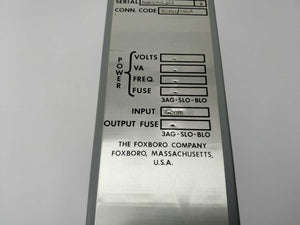 SERIAL
CONN. CODE
POWER
VOLTS -
VA -
FREQ. -
FUSE -
3AG-SLO-BLO
INPUT
OUTPUT FUSE -
3AG-SLO-BLO
THE FOXBORO COMPANY
FOXBORO, MASSACHUSETTS,
U.S.A.